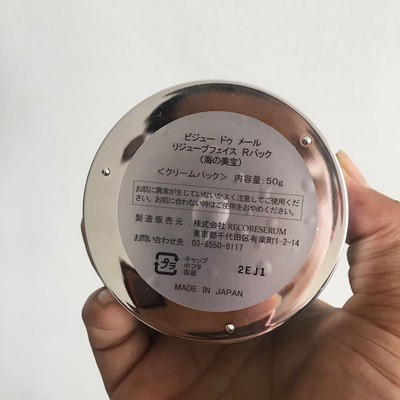 ビジュー ドゥ メール
リジューブフェイス Rパック
(海の美宝)
<クリームパック> 内容量:50g
お肌に異常が生じていないかよく注意してご使用くだ
さい。お肌に合わない時はご使用をおやめください。
製造販売元 株式会社 RECORESERUM
東京都千代田区有楽町1-2-14
お問い合わせ先 03-6550-8117
プラ
キャップ
中フタ
容器
2EJ1
MADE IN JAPAN